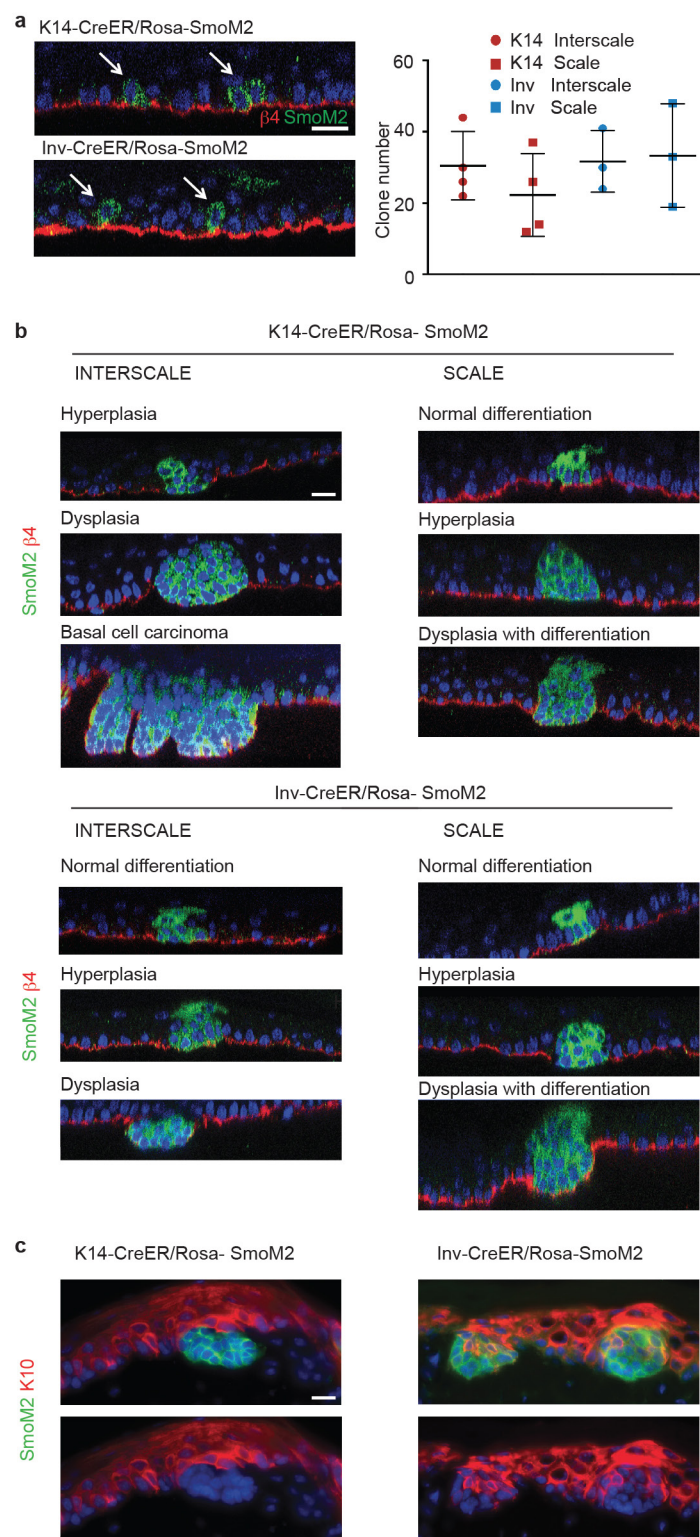 a
K14-CreER/Rosa-SmoM2
β4 SmoM2
Inv-CreER/Rosa-SmoM2
K14 Interscale
K14 Scale
Inv Interscale
Inv Scale
Clone number
60
40
20
0
b
K14-CreER/Rosa- SmoM2
INTERSCALE
SCALE
SmoM2 β4
Hyperplasia
Dysplasia
Basal cell carcinoma
Normal differentiation
Hyperplasia
Dysplasia with differentiation
Inv-CreER/Rosa- SmoM2
INTERSCALE
SCALE
SmoM2 β4
Normal differentiation
Hyperplasia
Dysplasia
Normal differentiation
Hyperplasia
Dysplasia with differentiation
c
K14-CreER/Rosa- SmoM2
Inv-CreER/Rosa-SmoM2
SmoM2 K10